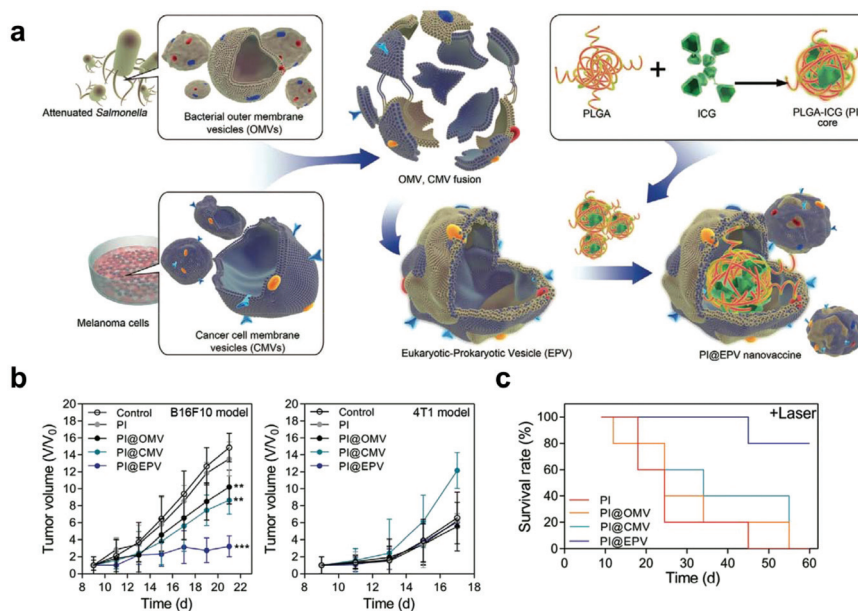 a
Attenuated Salmonella
Bacterial outer membrane
vesicles (OMVs)
OMV, CMV fusion
PLGA
+
ICG
PLGA-ICG (PI
core
Melanoma cells
Cancer cell membrane
vesicles (CMVs)
Eukaryotic-Prokaryotic Vesicle (EPV)
PI@EPV nanovaccine
b
Tumor volume (V/V0)
20
18
16
14
12
10
8
6
4
2
0
Control
PI
PI@OMV
PI@CMV
PI@EPV
B16F10 model
**
**
***
8 10 12 14 16 18 20 22
Time (d)
Tumor volume (V/V0)
20
18
16
14
12
10
8
6
4
2
0
Control
PI
PI@OMV
PI@CMV
PI@EPV
4T1 model
8 10 12 14 16 18
Time (d)
c
+Laser
Survival rate (%)
100
80
60
40
20
0
PI
PI@OMV
PI@CMV
PI@EPV
0 10 20 30 40 50 60
Time (d)